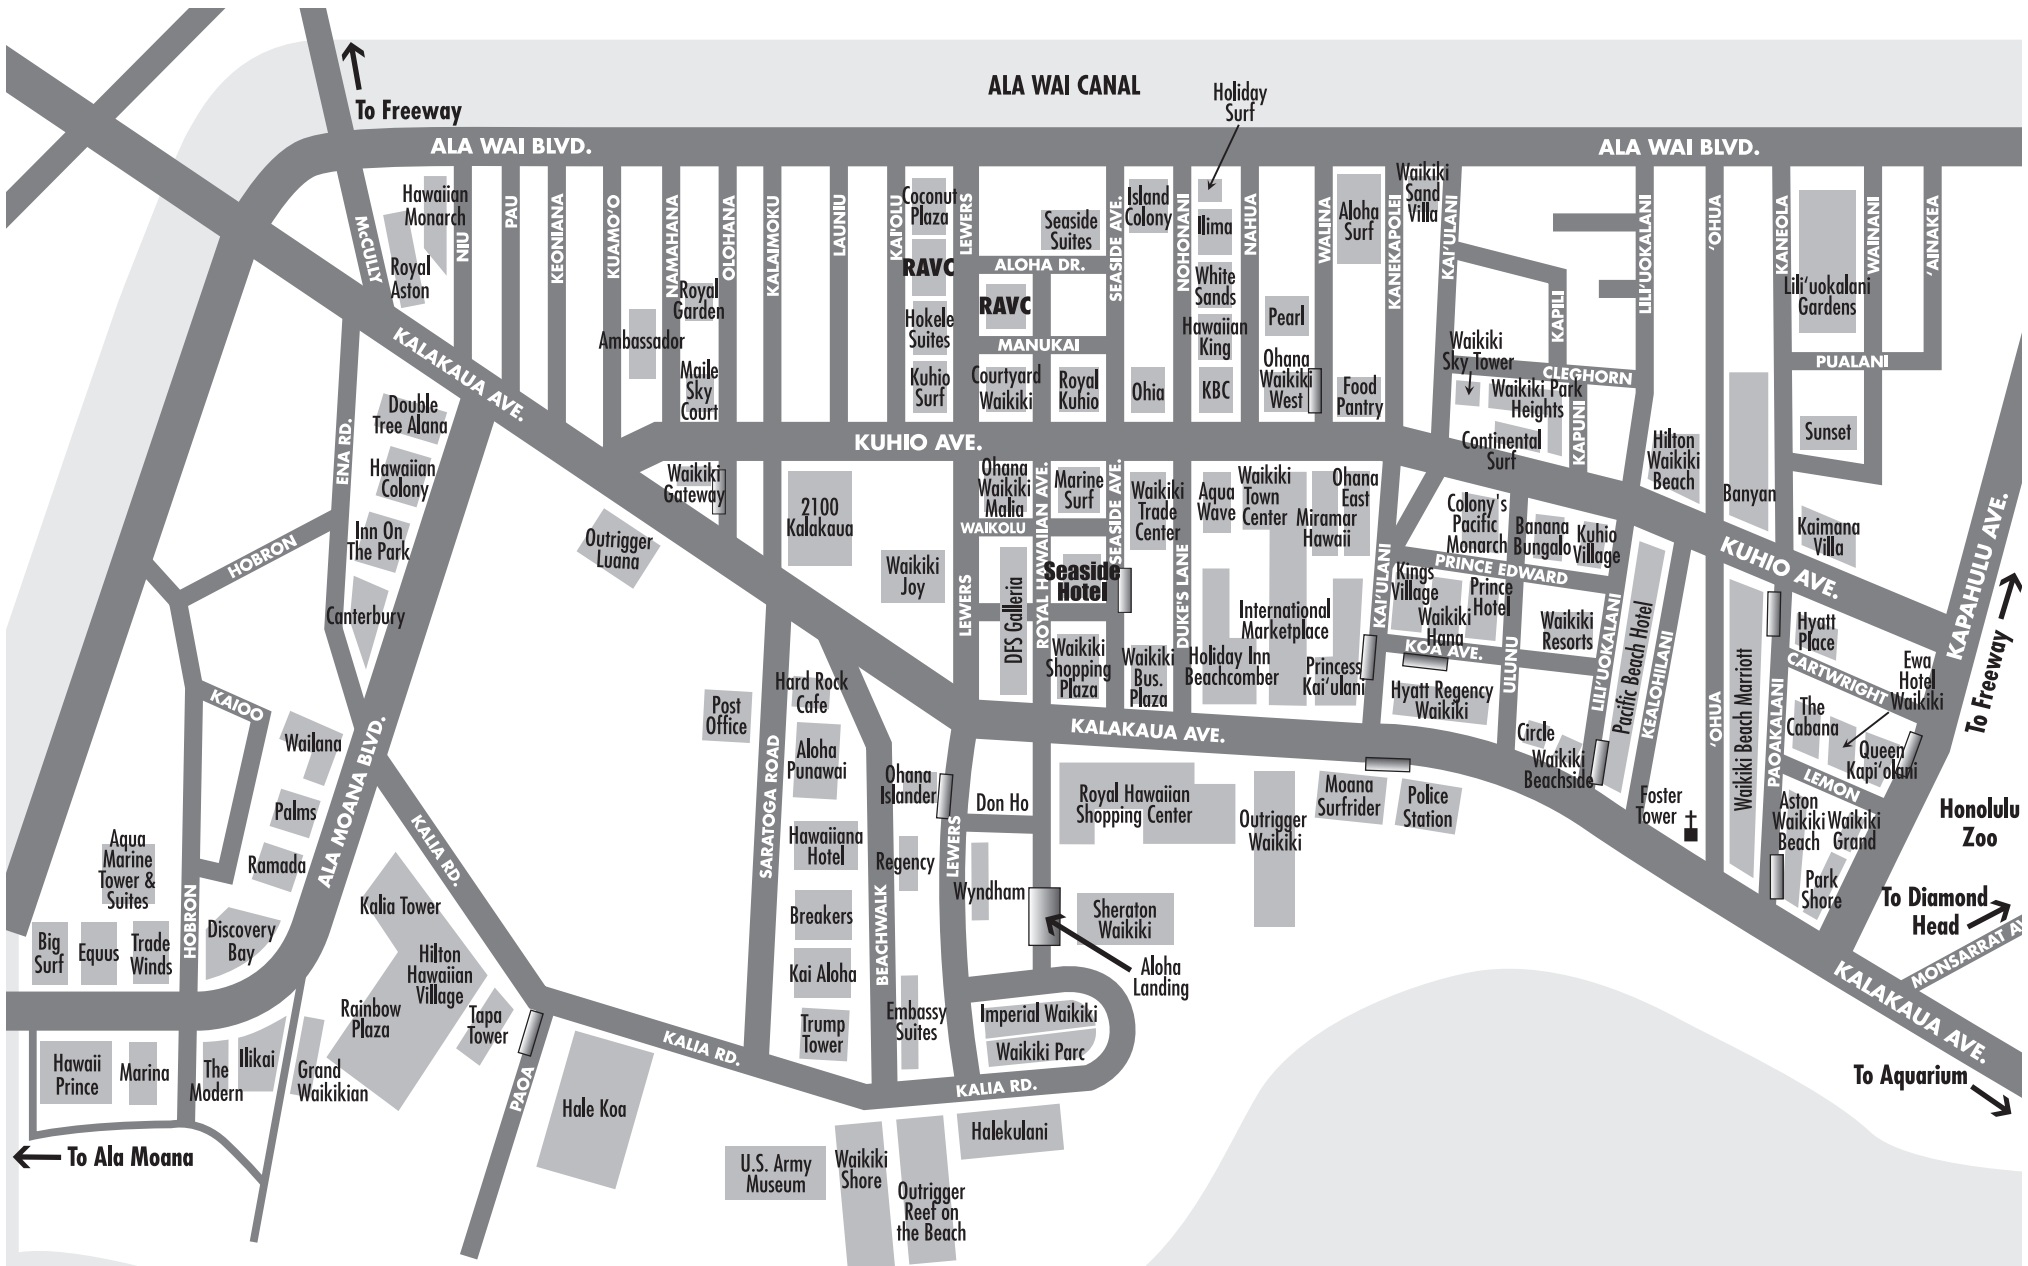 ALA WAI CANAL
To Freeway
Holiday
Surf
ALA WAI BLVD.
ALA WAI BLVD.
McCULLY
Hawaiian
Monarch
Royal
Aston
NIU
PAU
KEONIANA
KUAMO'O
NAMAHANA
OLOHANA
KALAIMOKU
LAUNIU
KAI'OLU
LEWERS
Coconut
Plaza
RAVC
Hokele
Suites
Kuhio
Surf
Ambassador
Royal
Garden
Maile
Sky
Court
Seaside
Suites
ALOHA DR.
RAVC
MANUKAI
Courtyard
Waikiki
Royal
Kuhio
SEASIDE AVE.
Island
Colony
Ohia
NOHONANI
Ilima
White
Sands
Hawaiian
King
KBC
NAHUA
Pearl
Ohana
Waikiki
West
WALINA
Aloha
Surf
Food
Pantry
KANEKAPOLEI
Waikiki
Sand
Villa
KAI'ULANI
KAPILI
Waikiki
Sky Tower
CLEGHORN
Waikiki Park
Heights
Continental
Surf
KAPUNI
LILI'UOKALANI
Hilton
Waikiki
Beach
'OHUA
Banyan
KANEOLA
Lili'uokalani
Gardens
WAINANI
'AINAKEA
PUALANI
Sunset
Kaimana
Villa
KALAKAUA AVE.
KUHIO AVE.
KUHIO AVE.
KAPAHULU AVE.
To Freeway
ENA RD.
Double
Tree Alana
Hawaiian
Colony
Inn On
The Park
Canterbury
HOBRON
KAIOO
Wailana
Palms
Ramada
ALA MOANA BLVD.
Aqua
Marine
Tower &
Suites
Big
Surf
Equus
Trade
Winds
HOBRON
Discovery
Bay
Hawaii
Prince
Marina
The
Modern
Ilikai
Grand
Waikikian
To Ala Moana
KALIA RD.
Kalia Tower
Hilton
Hawaiian
Village
Rainbow
Plaza
Tapa
Tower
PAOA
Hale Koa
KALIA RD.
Waikiki
Gateway
Outrigger
Luana
2100
Kalakaua
Waikiki
Joy
Post
Office
SARATOGA ROAD
Hard Rock
Cafe
Aloha
Punawai
Hawaiiana
Hotel
Breakers
Kai Aloha
Trump
Tower
BEACHWALK
Ohana
Islander
Regency
Embassy
Suites
LEWERS
LEWERS
Don Ho
Wyndham
Imperial Waikiki
Waikiki Parc
KALIA RD.
Halekulani
U.S. Army
Museum
Waikiki
Shore
Outrigger
Reef on
the Beach
Ohana
Waikiki
Malia
WAIKOLU
DFS Galleria
ROYAL HAWAIIAN AVE.
Marine
Surf
Seaside
Hotel
Waikiki
Shopping
Plaza
SEASIDE AVE.
Waikiki
Trade
Center
Waikiki
Bus.
Plaza
DUKE'S LANE
Aqua
Wave
Waikiki
Town
Center
Ohana
East
Miramar
Hawaii
International
Marketplace
Holiday Inn
Beachcomber
Princess
Kai'ulani
KAI'ULANI
KALAKAUA AVE.
Royal Hawaiian
Shopping Center
Outrigger
Waikiki
Sheraton
Waikiki
Aloha
Landing
Moana
Surfrider
Police
Station
Colony's
Pacific
Monarch
Banana
Bungalo
Kuhio
Village
PRINCE EDWARD
Kings
Village
Waikiki
Hana
Prince
Hotel
KOA AVE.
ULUNU
Waikiki
Resorts
Hyatt Regency
Waikiki
Circle
Waikiki
Beachside
LILI'UOKALANI
Pacific Beach Hotel
KEALOHILANI
Foster
Tower
'OHUA
Waikiki Beach Marriott
PAOAKALANI
Hyatt
Place
CARTWRIGHT
Ewa
Hotel
Waikiki
The
Cabana
Queen
Kapi'olani
LEMON
Aston
Waikiki
Beach
Waikiki
Grand
Park
Shore
Honolulu
Zoo
To Diamond
Head
MONSARRAT AV
KALAKAUA AVE.
To Aquarium